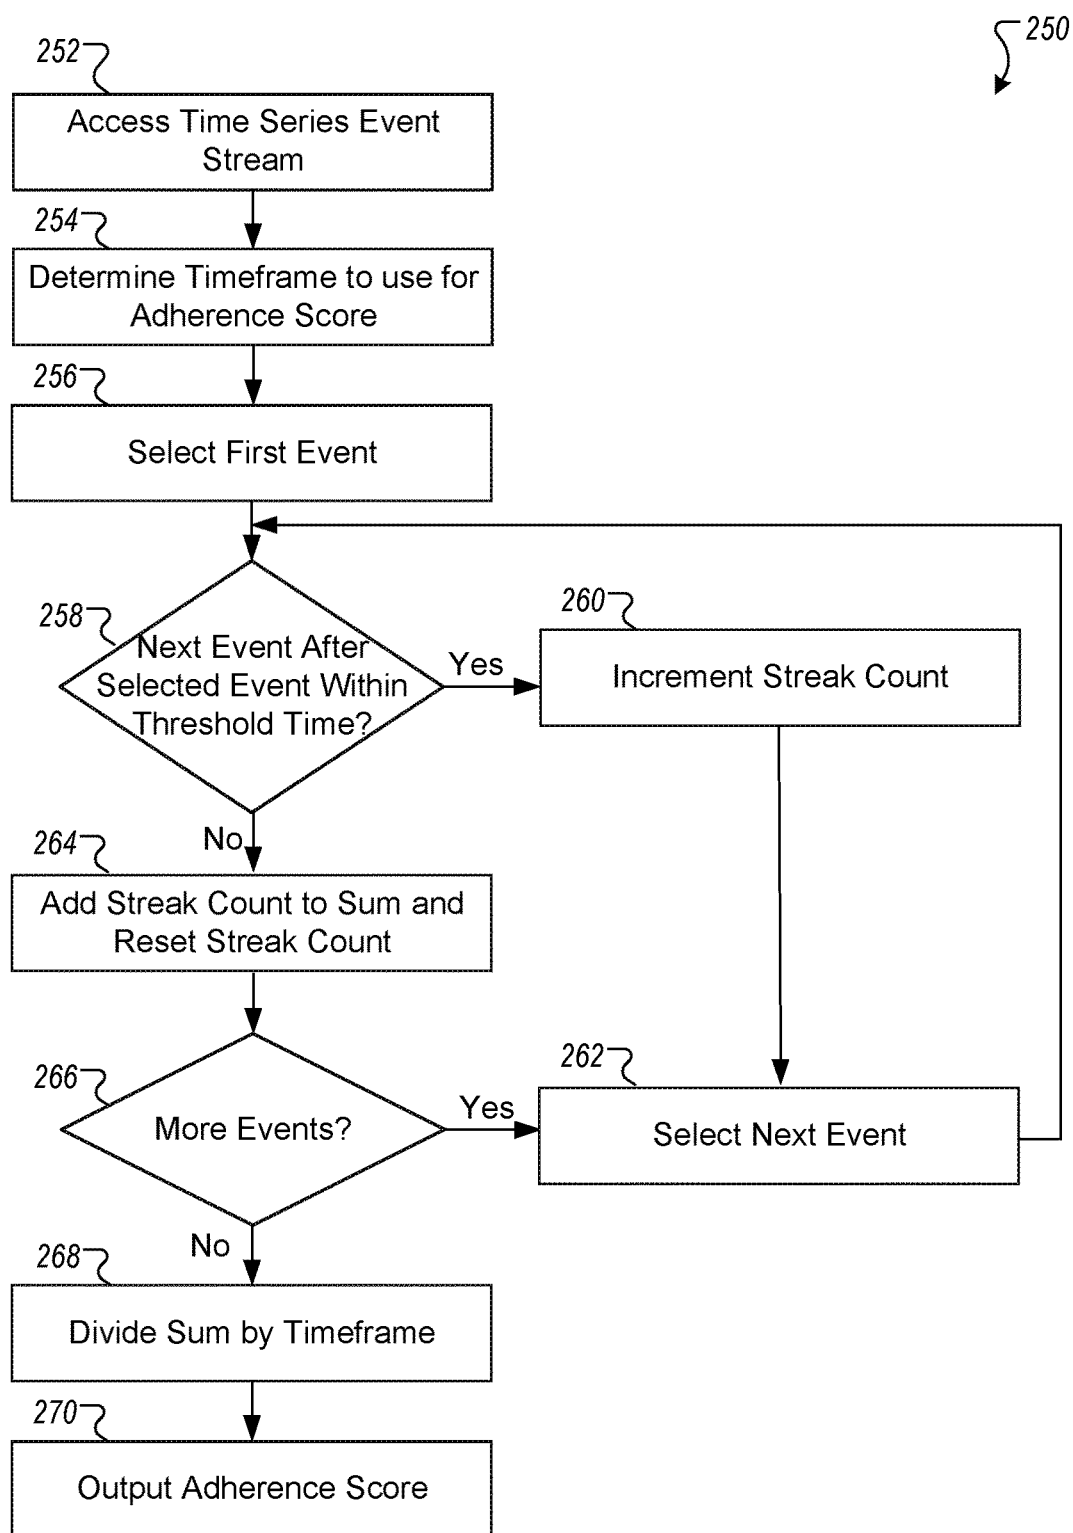 250
252
Access Time Series Event
Stream
254
Determine Timeframe to use for
Adherence Score
256
Select First Event
258
Next Event After
Selected Event Within
Threshold Time?
Yes
260
Increment Streak Count
No
264
Add Streak Count to Sum and
Reset Streak Count
266
More Events?
Yes
262
Select Next Event
No
268
Divide Sum by Timeframe
270
Output Adherence Score